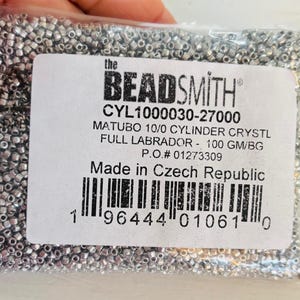 the
BEADSMiTH®
CYL1000030-27000
MATUBO 10/0 CYLINDER CRYSTL
FULL LABRADOR - 100 GM/BG
P.O.# 01273309
Made in Czech Republic
1 96444 01061 0